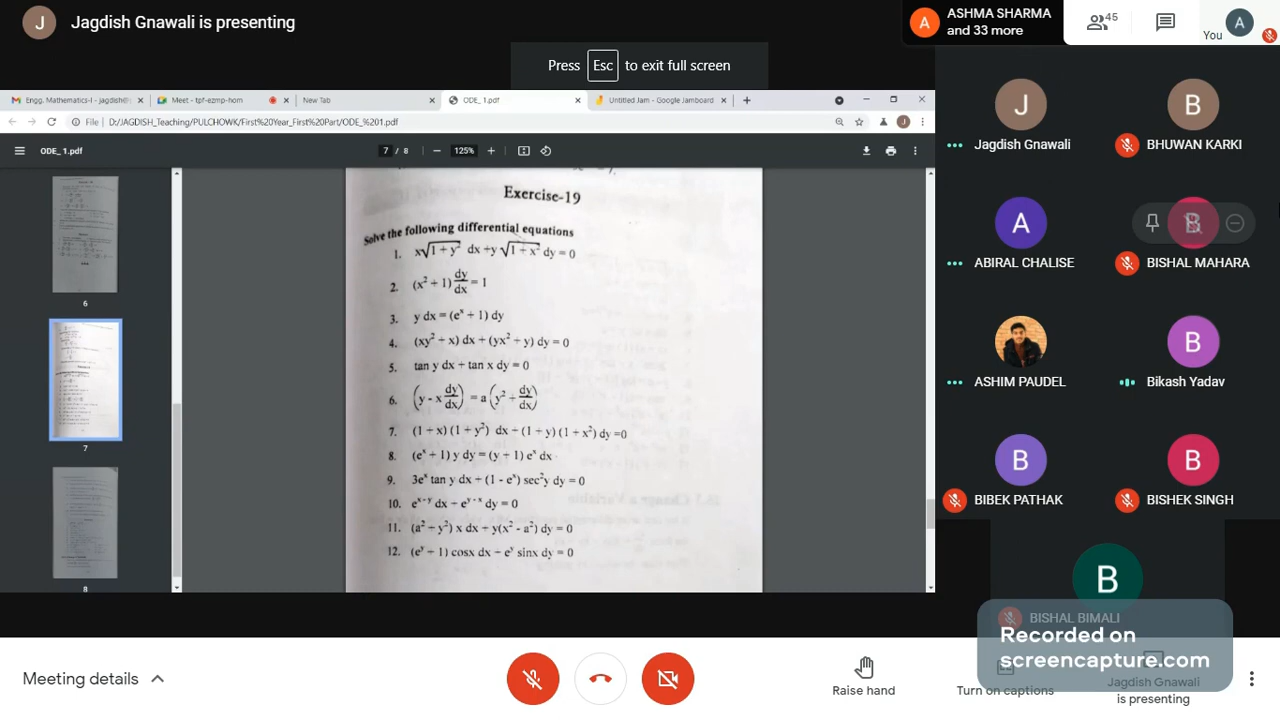 J Jagdish Gnawali is presenting
Press Esc to exit full screen
A ASHMA SHARMA
and 33 more
45
You A
Engg. Mathematics-I - jagdish@
Meet - tpf-ezmp-hom
New Tab
ODE_1.pdf
Untitled Jam - Google Jamboard
File D:/JAGDISH_Teaching/PULCHOWK/First%20Year_First%20Part/ODE_%201.pdf
J
ODE_ 1.pdf
7 / 8
125%
6
7
8
Exercise-19
Solve the following differential equations
1. x√(1+y²) dx+y √(1+x²) dy = 0
2. (x² + 1) dy/dx = 1
3. y dx = (eˣ + 1) dy
4. (xy² + x) dx + (yx² + y) dy = 0
5. tan y dx + tan x dy = 0
6. (y - x dy/dx) = a (y² + dy/dx)
7. (1 + x) (1 + y²) dx + (1 + y) (1 + x²) dy =0
8. (eˣ + 1) y dy = (y + 1) eˣ dx
9. 3eˣ tan y dx + (1 - eˣ) sec²y dy = 0
10. eˣ⁻ʸ dx + eʸ⁻ˣ dy = 0
11. (a² + y²) x dx + y(x² - a²) dy = 0
12. (eʸ + 1) cosx dx + eʸ sinx dy = 0
J
Jagdish Gnawali
B
BHUWAN KARKI
A
ABIRAL CHALISE
B
BISHAL MAHARA
ASHIM PAUDEL
B
Bikash Yadav
B
BIBEK PATHAK
B
BISHEK SINGH
B
BISHAL BIMALI
Recorded on
screencapture.com
Meeting details
Raise hand
Turn on captions
Jagdish Gnawali
is presenting